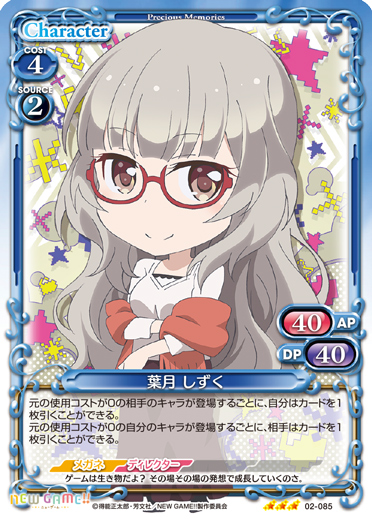 Precious Memories
Character
COST
4
SOURCE
2
40 AP
DP 40
葉月 しずく
元の使用コストが0の相手のキャラが登場するごとに、自分はカードを1
枚引くことができる。
元の使用コストが0の自分のキャラが登場するごとに、相手はカードを1
枚引くことができる。
メガネ ディレクター
ゲームは生き物だよ? その場その場の発想で成長していくのさ。
NEW GAME!!
©得能正太郎・芳文社/NEW GAME!!製作委員会
02-085